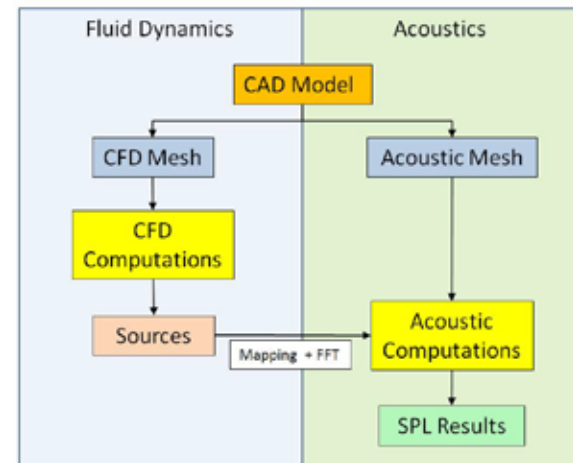 Fluid Dynamics
Acoustics
CAD Model
CFD Mesh
Acoustic Mesh
CFD
Computations
Sources
Mapping + FFT
Acoustic
Computations
SPL Results